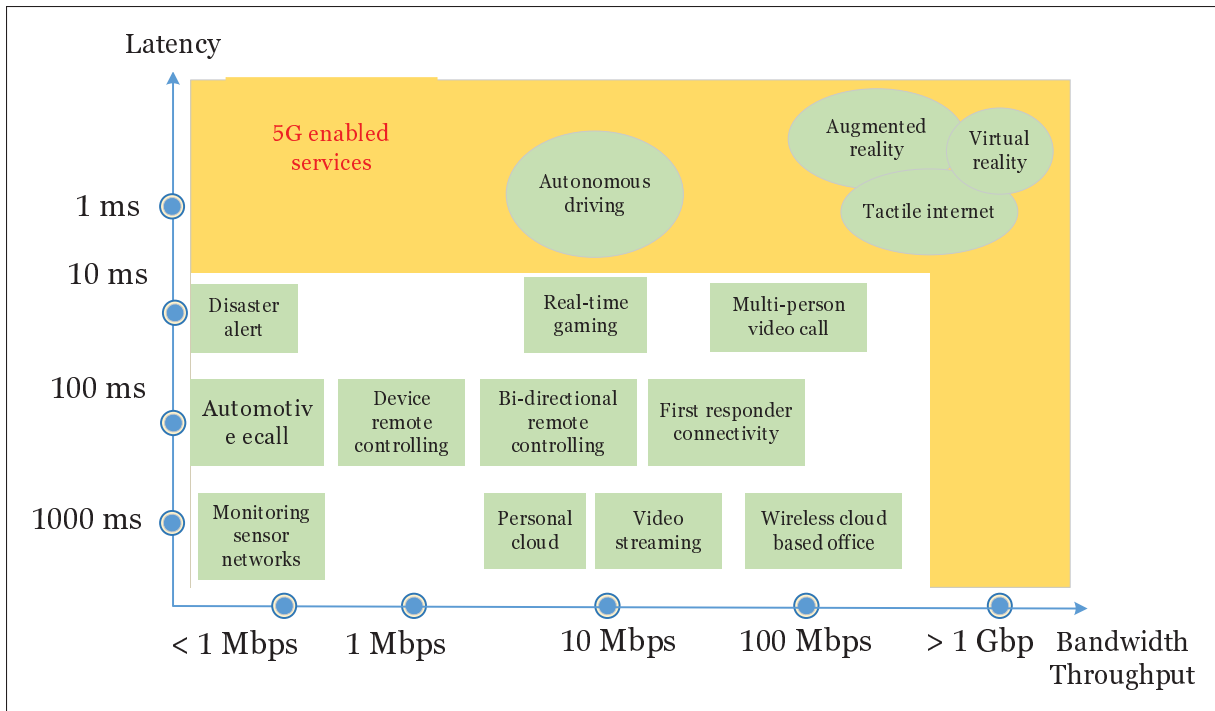 Latency
5G enabled
services
Augmented
reality
Virtual
reality
Autonomous
driving
Tactile internet
1 ms
10 ms
Disaster
alert
Real-time
gaming
Multi-person
video call
100 ms
Automotiv
e ecall
Device
remote
controlling
Bi-directional
remote
controlling
First responder
connectivity
1000 ms
Monitoring
sensor
networks
Personal
cloud
Video
streaming
Wireless cloud
based office
< 1 Mbps
1 Mbps
10 Mbps
100 Mbps
> 1 Gbp
Bandwidth
Throughput